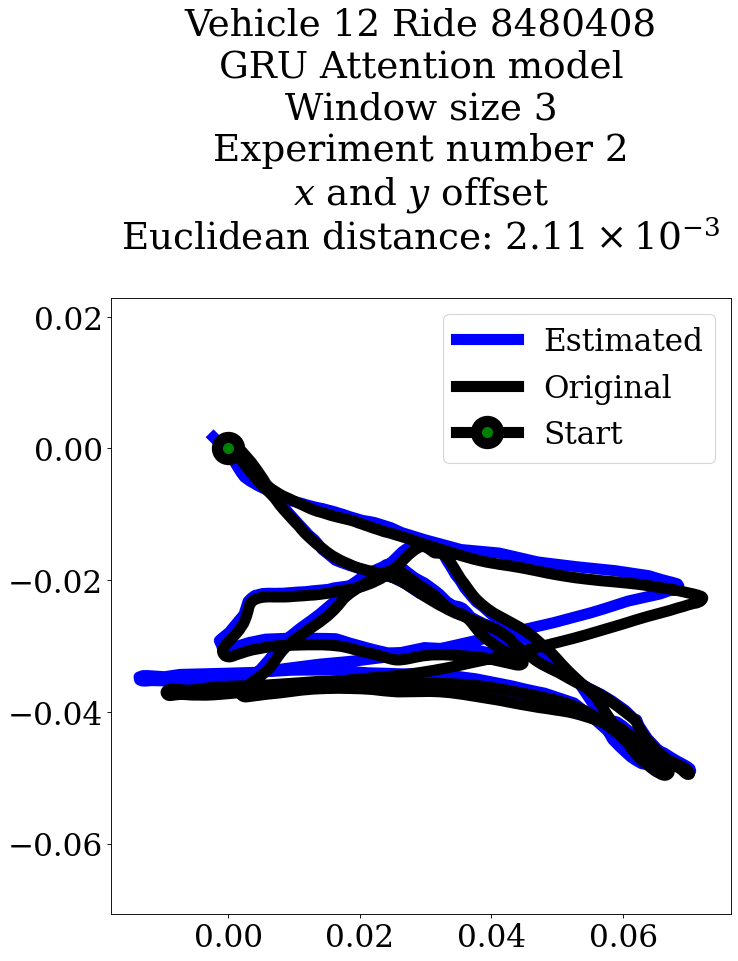 Vehicle 12 Ride 8480408
GRU Attention model
Window size 3
Experiment number 2
x and y offset
Euclidean distance: 2.11 × 10⁻³
Estimated
Original
Start
0.02
0.00
−0.02
−0.04
−0.06
0.00 0.02 0.04 0.06